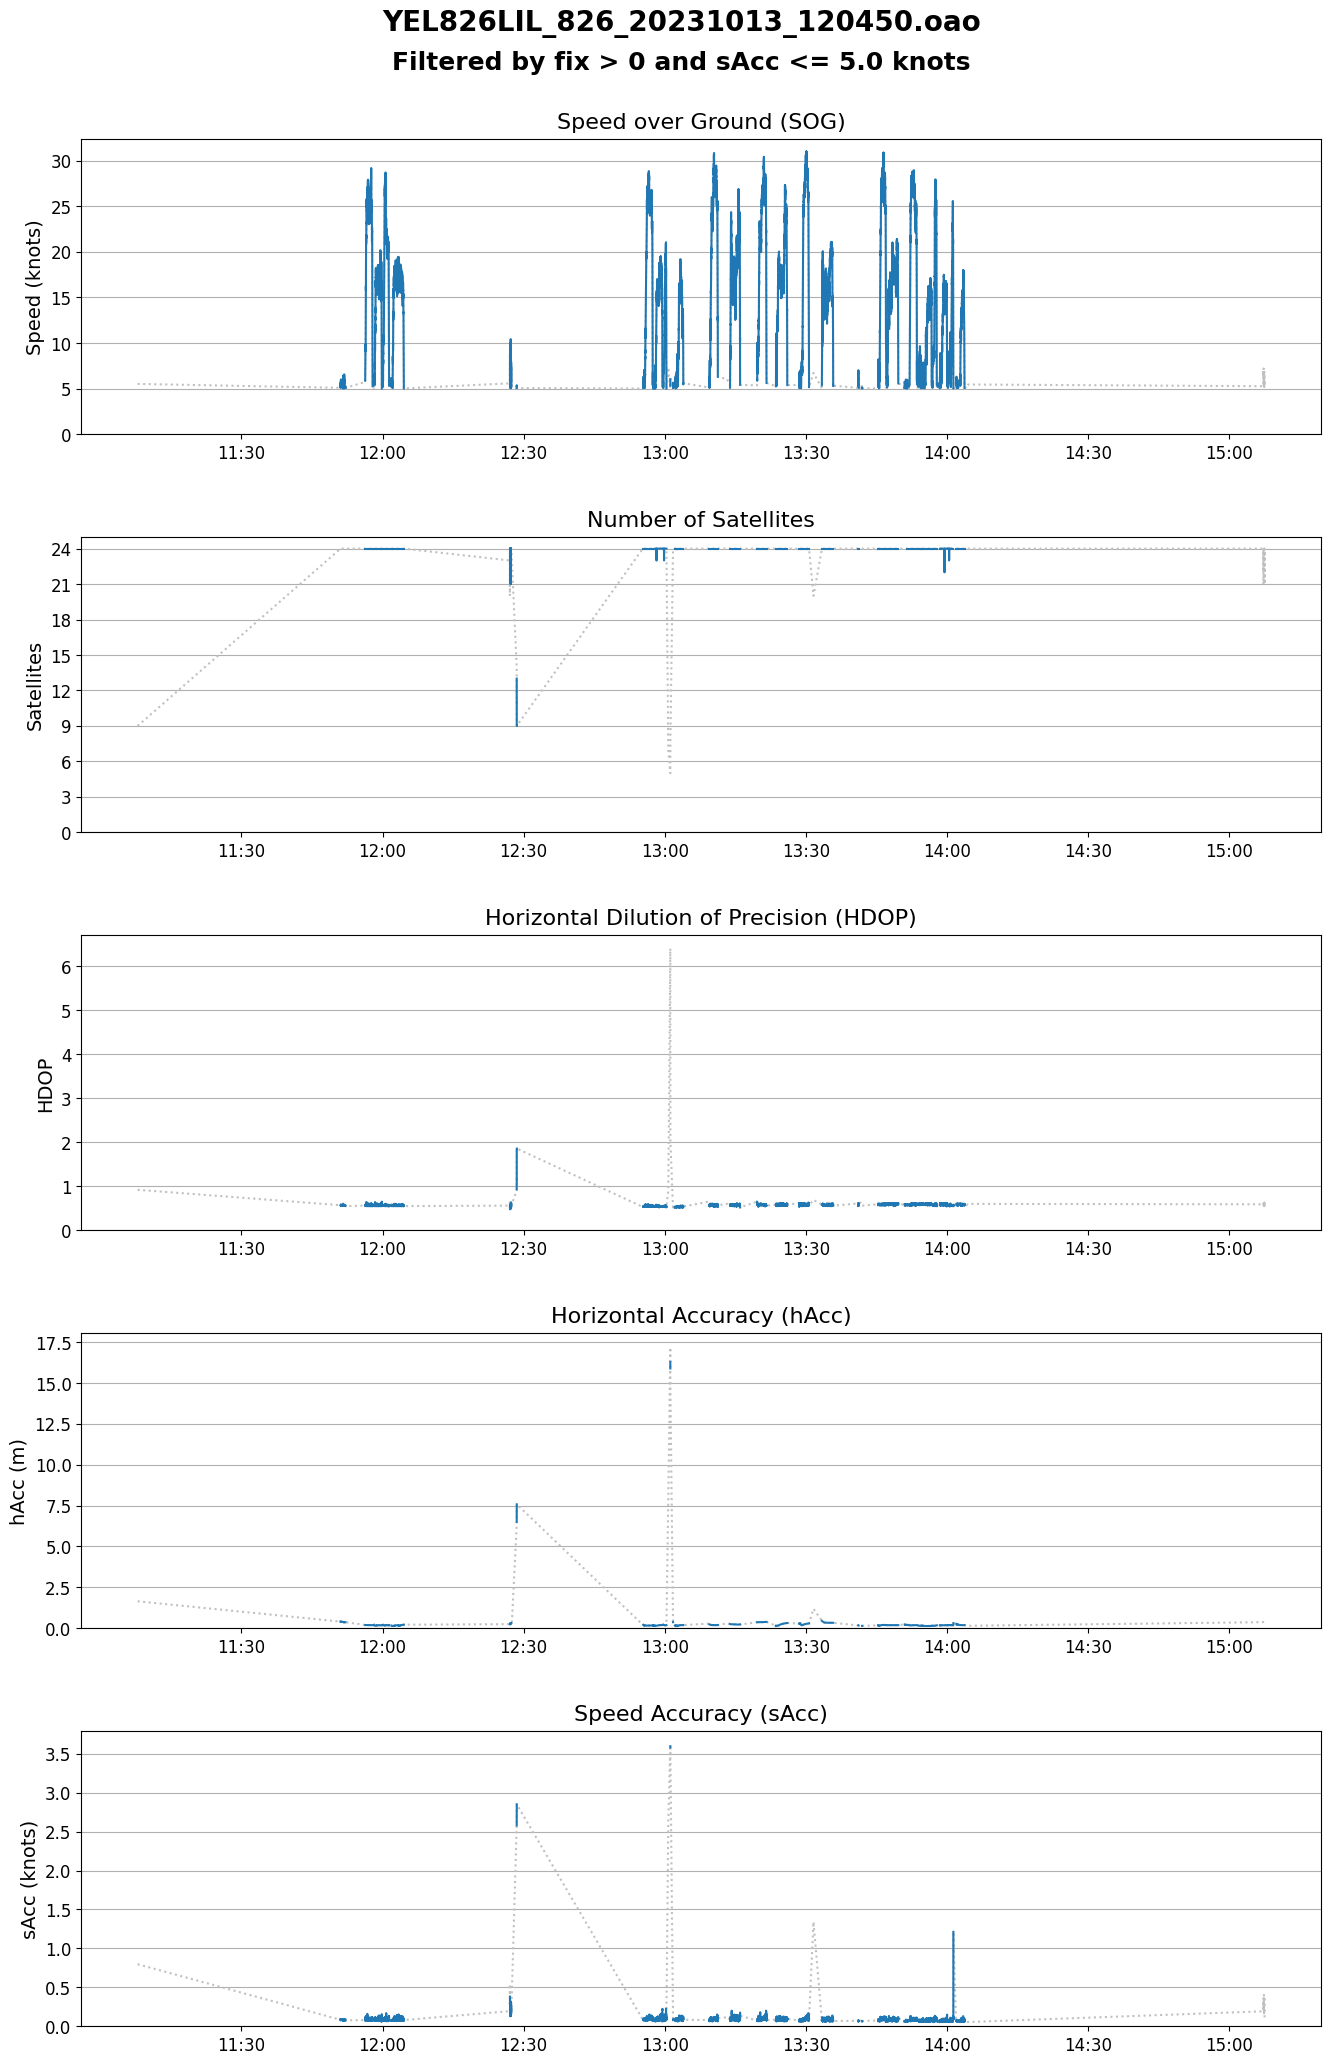 YEL826LIL_826_20231013_120450.oao
Filtered by fix > 0 and sAcc <= 5.0 knots
Speed over Ground (SOG)
30
25
20
15
10
5
0
Speed (knots)
11:30 12:00 12:30 13:00 13:30 14:00 14:30 15:00
Number of Satellites
24
21
18
15
12
9
6
3
0
Satellites
11:30 12:00 12:30 13:00 13:30 14:00 14:30 15:00
Horizontal Dilution of Precision (HDOP)
6
5
4
3
2
1
0
HDOP
11:30 12:00 12:30 13:00 13:30 14:00 14:30 15:00
Horizontal Accuracy (hAcc)
17.5
15.0
12.5
10.0
7.5
5.0
2.5
0.0
hAcc (m)
11:30 12:00 12:30 13:00 13:30 14:00 14:30 15:00
Speed Accuracy (sAcc)
3.5
3.0
2.5
2.0
1.5
1.0
0.5
0.0
sAcc (knots)
11:30 12:00 12:30 13:00 13:30 14:00 14:30 15:00